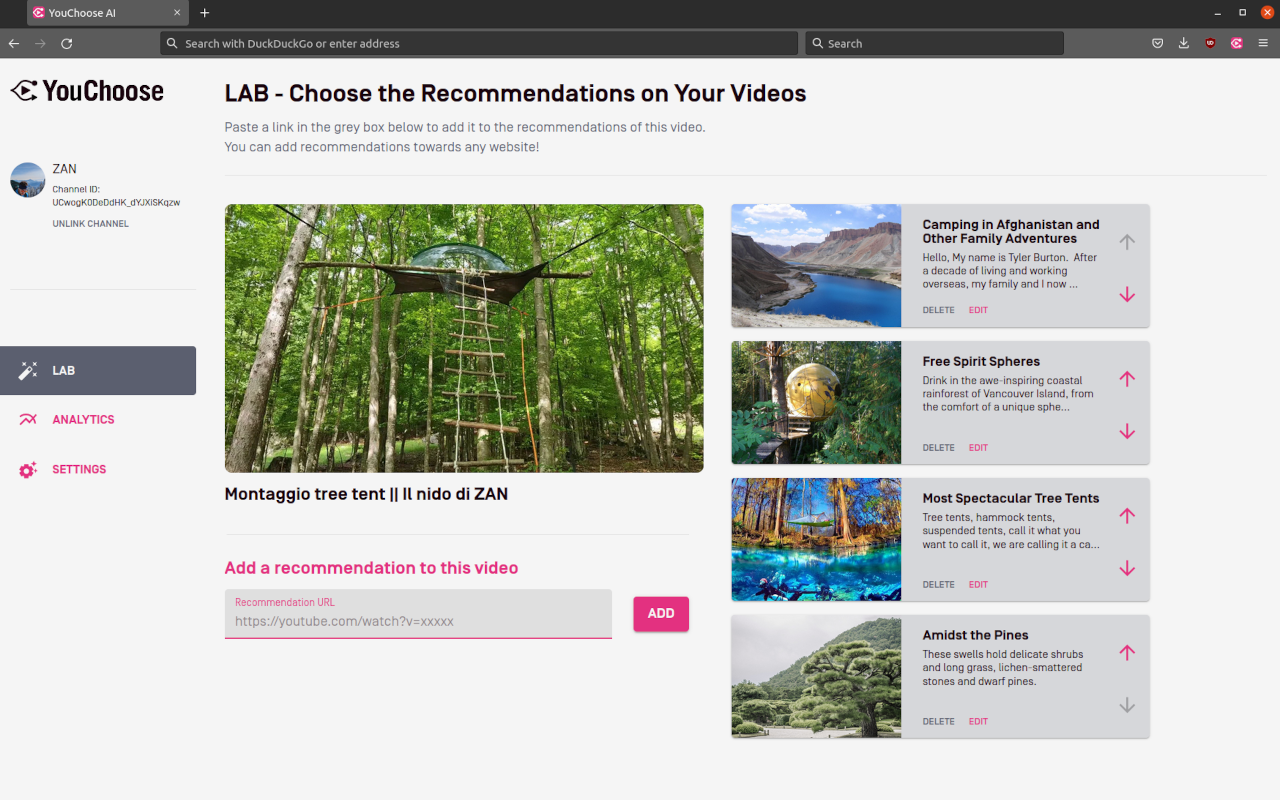 YouChoose AI
Search with DuckDuckGo or enter address
Search
YouChoose
ZAN
Channel ID:
UCwogK0DeDdHK_dYJXiSKqzw
UNLINK CHANNEL
LAB
ANALYTICS
SETTINGS
LAB - Choose the Recommendations on Your Videos
Paste a link in the grey box below to add it to the recommendations of this video.
You can add recommendations towards any website!
Montaggio tree tent || Il nido di ZAN
Add a recommendation to this video
Recommendation URL
https://youtube.com/watch?v=xxxxx
ADD
Camping in Afghanistan and
Other Family Adventures
Hello, My name is Tyler Burton. After
a decade of living and working
overseas, my family and I now ...
DELETE EDIT
Free Spirit Spheres
Drink in the awe-inspiring coastal
rainforest of Vancouver Island, from
the comfort of a unique sphe...
DELETE EDIT
Most Spectacular Tree Tents
Tree tents, hammock tents,
suspended tents, call it what you
want to call it, we are calling it a ca...
DELETE EDIT
Amidst the Pines
These swells hold delicate shrubs
and long grass, lichen-smattered
stones and dwarf pines.
DELETE EDIT